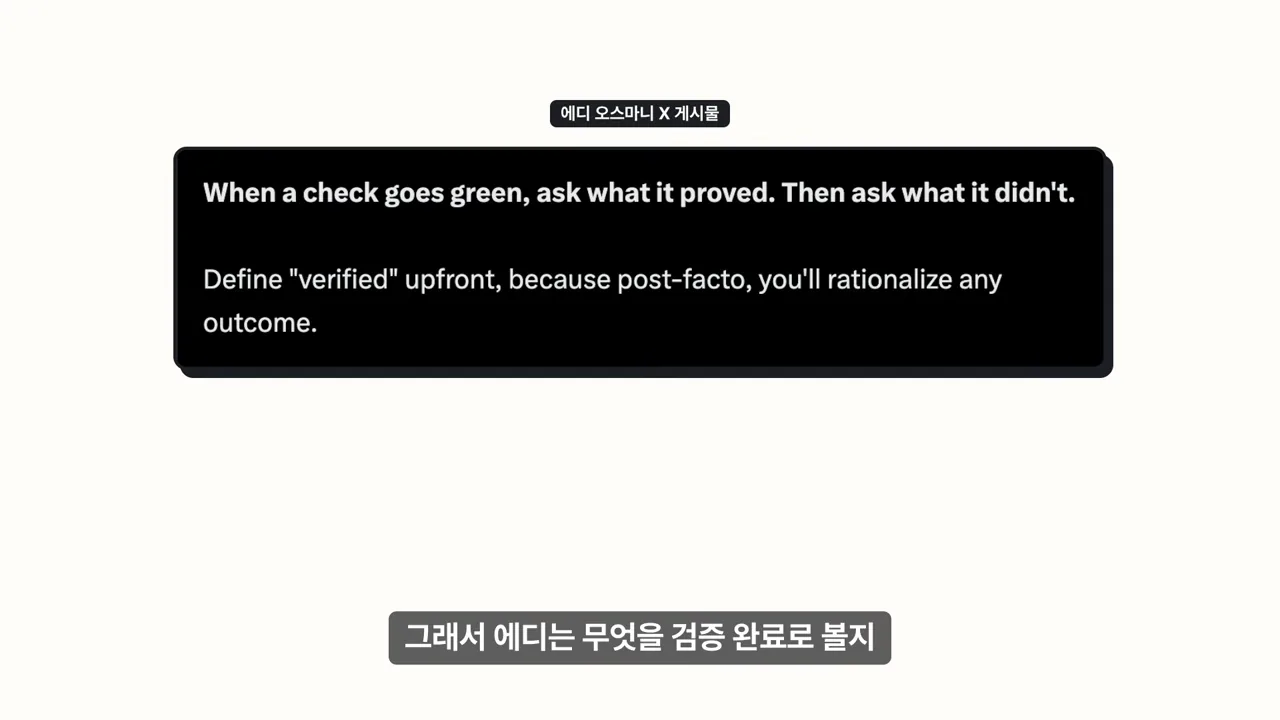 에디 오스마니 X 게시물
When a check goes green, ask what it proved. Then ask what it didn't.
Define "verified" upfront, because post-facto, you'll rationalize any
outcome.
그래서 에디는 무엇을 검증 완료로 볼지